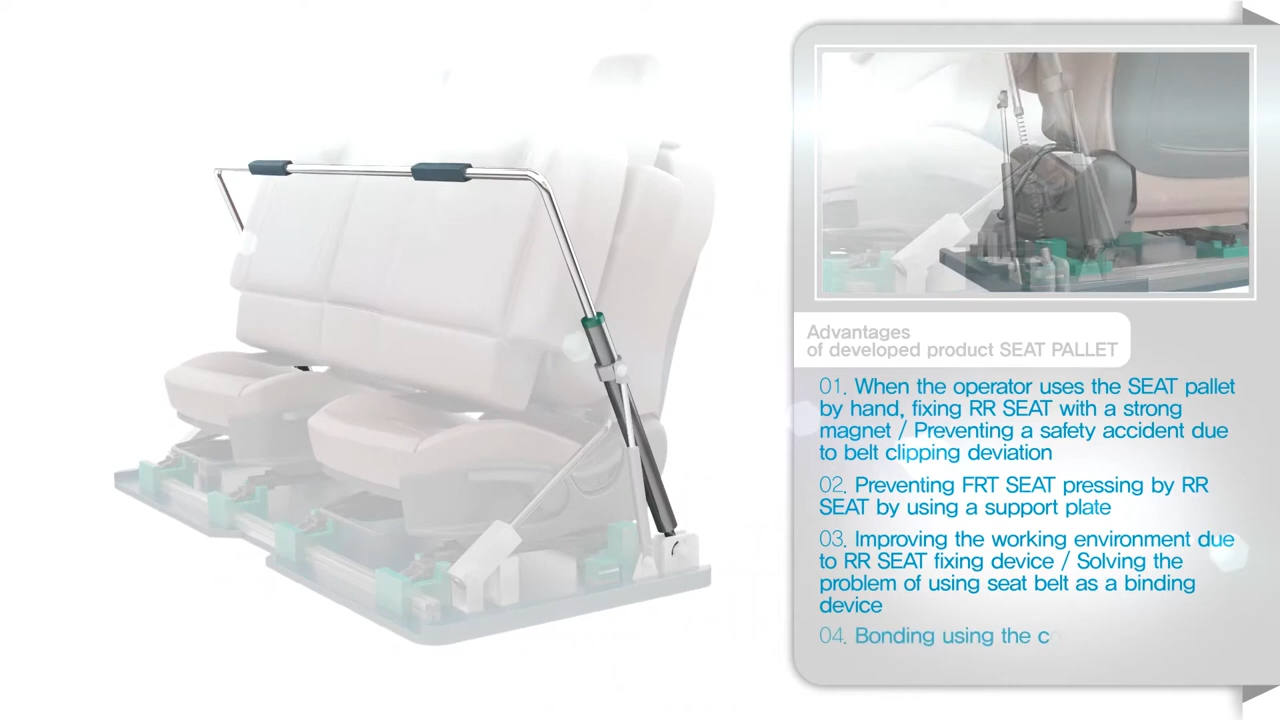 Advantages
of developed product SEAT PALLET
01. When the operator uses the SEAT pallet
by hand, fixing RR SEAT with a strong
magnet / Preventing a safety accident due
to belt clipping deviation
02. Preventing FRT SEAT pressing by RR
SEAT by using a support plate
03. Improving the working environment due
to RR SEAT fixing device / Solving the
problem of using seat belt as a binding
device
04. Bonding using the